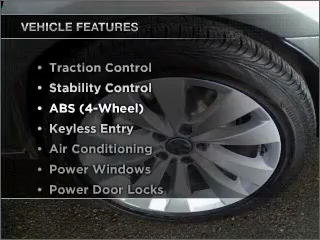 VEHICLE FEATURES
• Traction Control
• Stability Control
• ABS (4-Wheel)
• Keyless Entry
• Air Conditioning
• Power Windows
• Power Door Locks